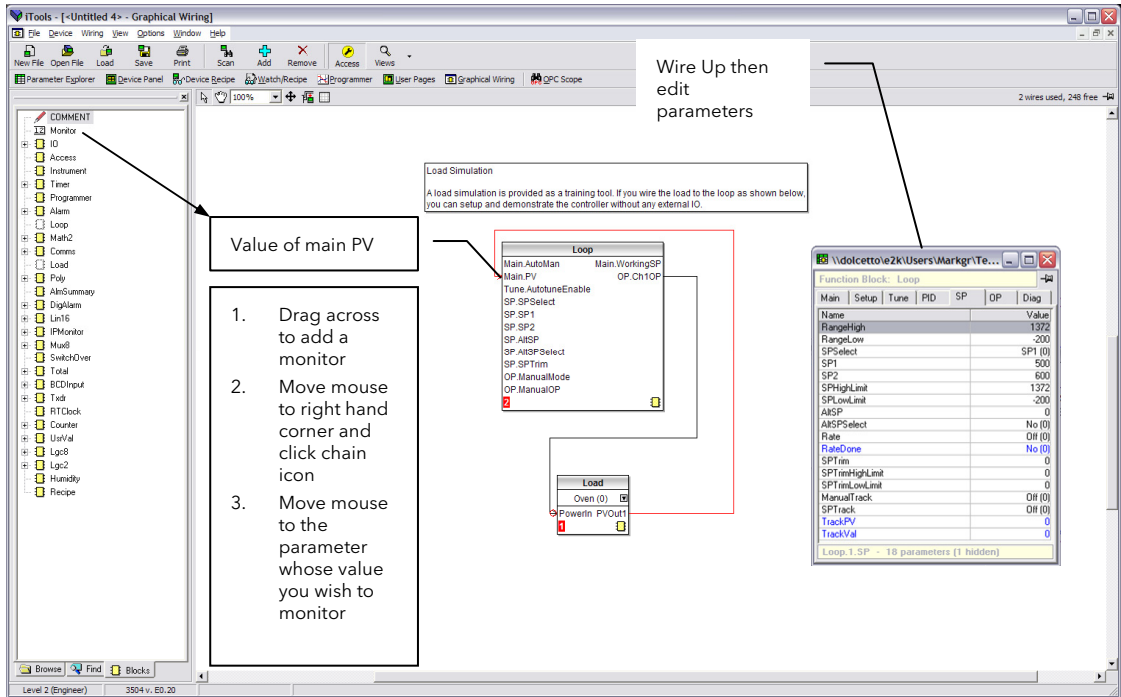 iTools - [<Untitled 4> - Graphical Wiring]
File Device Wiring View Options Window Help
New File Open File Load Save Print Scan Add Remove Access Views
Parameter Explorer Device Panel Device Recipe Watch/Recipe Programmer User Pages Graphical Wiring OPC Scope
100%
2 wires used, 248 free
COMMENT
Monitor
IO
Access
Instrument
Timer
Programmer
Alarm
Loop
Math2
Comms
Load
Poly
AlmSummary
DigAlarm
Lin16
IPMonitor
Mux8
SwitchOver
Total
BCDInput
Txdr
RTClock
Counter
UsrVal
Lgc8
Lgc2
Humidity
Recipe
Browse Find Blocks
Level 2 (Engineer) 3504 v. E0.20
Value of main PV
1. Drag across
to add a
monitor
2. Move mouse
to right hand
corner and
click chain
icon
3. Move mouse
to the
parameter
whose value
you wish to
monitor
Load Simulation
A load simulation is provided as a training tool. If you wire the load to the loop as shown below,
you can setup and demonstrate the controller without any external IO.
Loop
Main.AutoMan Main.WorkingSP
Main.PV OP.Ch1OP
Tune.AutotuneEnable
SP.SPSelect
SP.SP1
SP.SP2
SP.AltSP
SP.AltSPSelect
SP.SPTrim
OP.ManualMode
OP.ManualOP
2
Load
Oven (0)
PowerIn PVOut1
1
Wire Up then
edit
parameters
\\dolcetto\e2k\Users\Markgr\Te...
Function Block: Loop
Main Setup Tune PID SP OP Diag
Name Value
RangeHigh 1372
RangeLow -200
SPSelect SP1 (0)
SP1 500
SP2 600
SPHighLimit 1372
SPLowLimit -200
AltSP 0
AltSPSelect No (0)
Rate Off (0)
RateDone No (0)
SPTrim 0
SPTrimHighLimit 0
SPTrimLowLimit 0
ManualTrack Off (0)
SPTrack Off (0)
TrackPV 0
TrackVal 0
Loop.1.SP - 18 parameters (1 hidden)